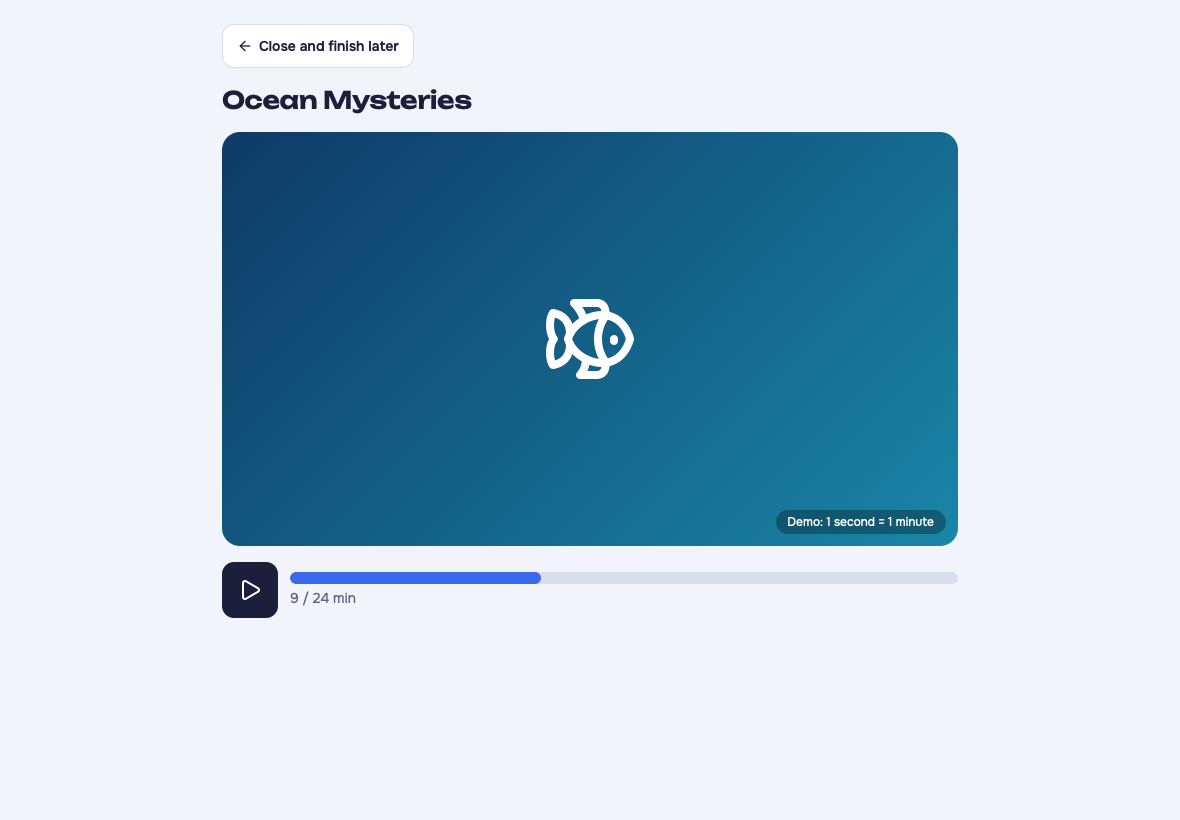 Close and finish later
Ocean Mysteries
Demo: 1 second = 1 minute
9 / 24 min